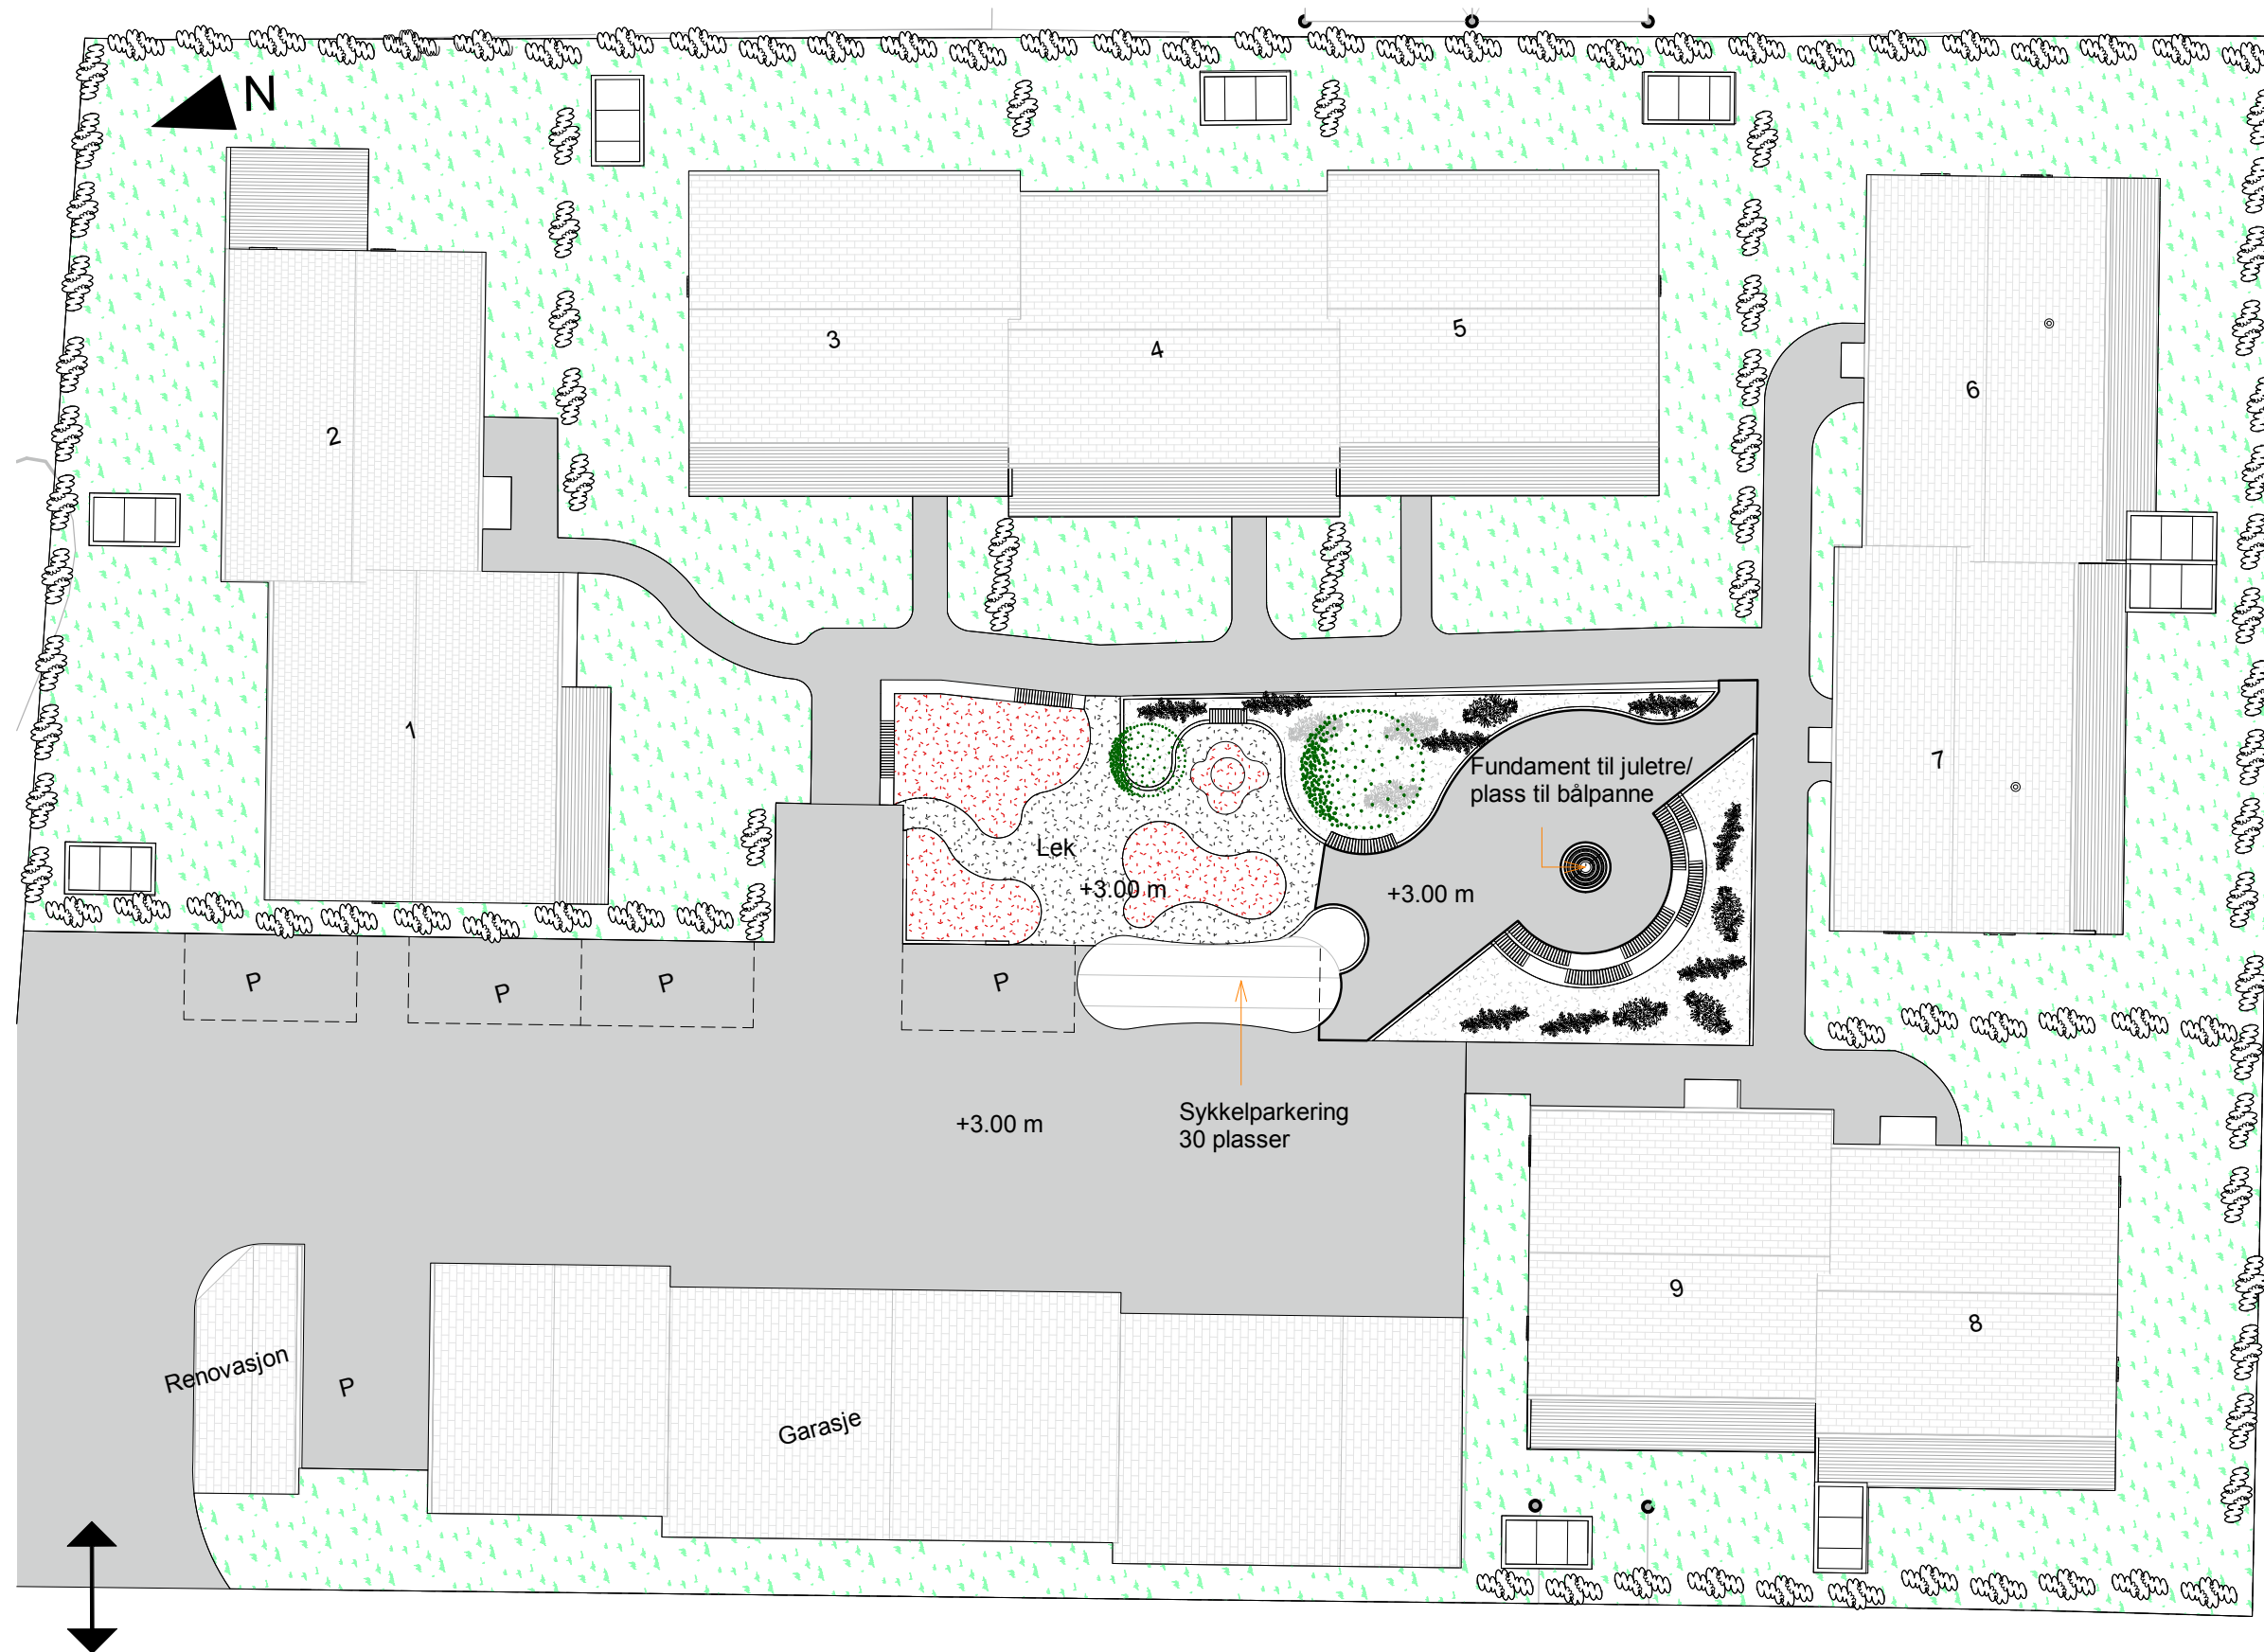 N
3
5
4
6
2
1
7
Fundament til juletre/
plass til bålpanne
Lek
+3.00 m
+3.00 m
P
P
P
P
Sykkelparkering
30 plasser
+3.00 m
9
8
Renovasjon
P
Garasje